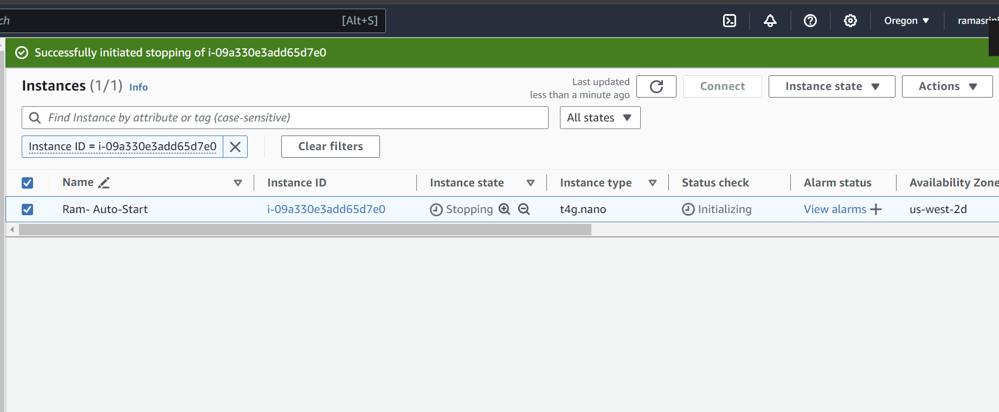 [Alt+S]
Oregon
Successfully initiated stopping of i-09a330e3add65d7e0
Instances (1/1) Info
Last updated
less than a minute ago
Connect
Instance state
Actions
Find Instance by attribute or tag (case-sensitive)
All states
Instance ID = i-09a330e3add65d7e0
Clear filters
Name Instance ID Instance state Instance type Status check Alarm status Availability Zone
Ram- Auto-Start i-09a330e3add65d7e0 Stopping t4g.nano Initializing View alarms us-west-2d